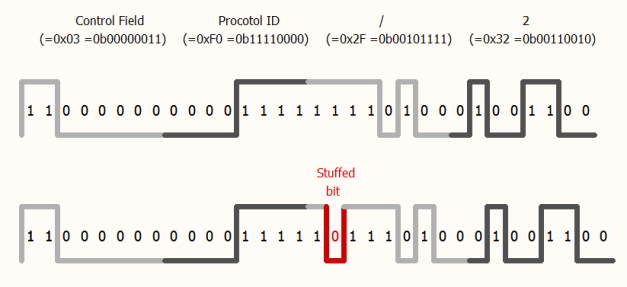 Control Field Procotol ID / 2
(=0x03 =0b00000011) (=0xF0 =0b11110000) (=0x2F =0b00101111) (=0x32 =0b00110010)
1 1 0 0 0 0 0 0 0 0 0 0 1 1 1 1 1 1 1 1 0 1 0 0 0 1 0 0 1 1 0 0
Stuffed
bit
1 1 0 0 0 0 0 0 0 0 0 0 1 1 1 1 1 0 1 1 1 0 1 0 0 0 1 0 0 1 1 0 0